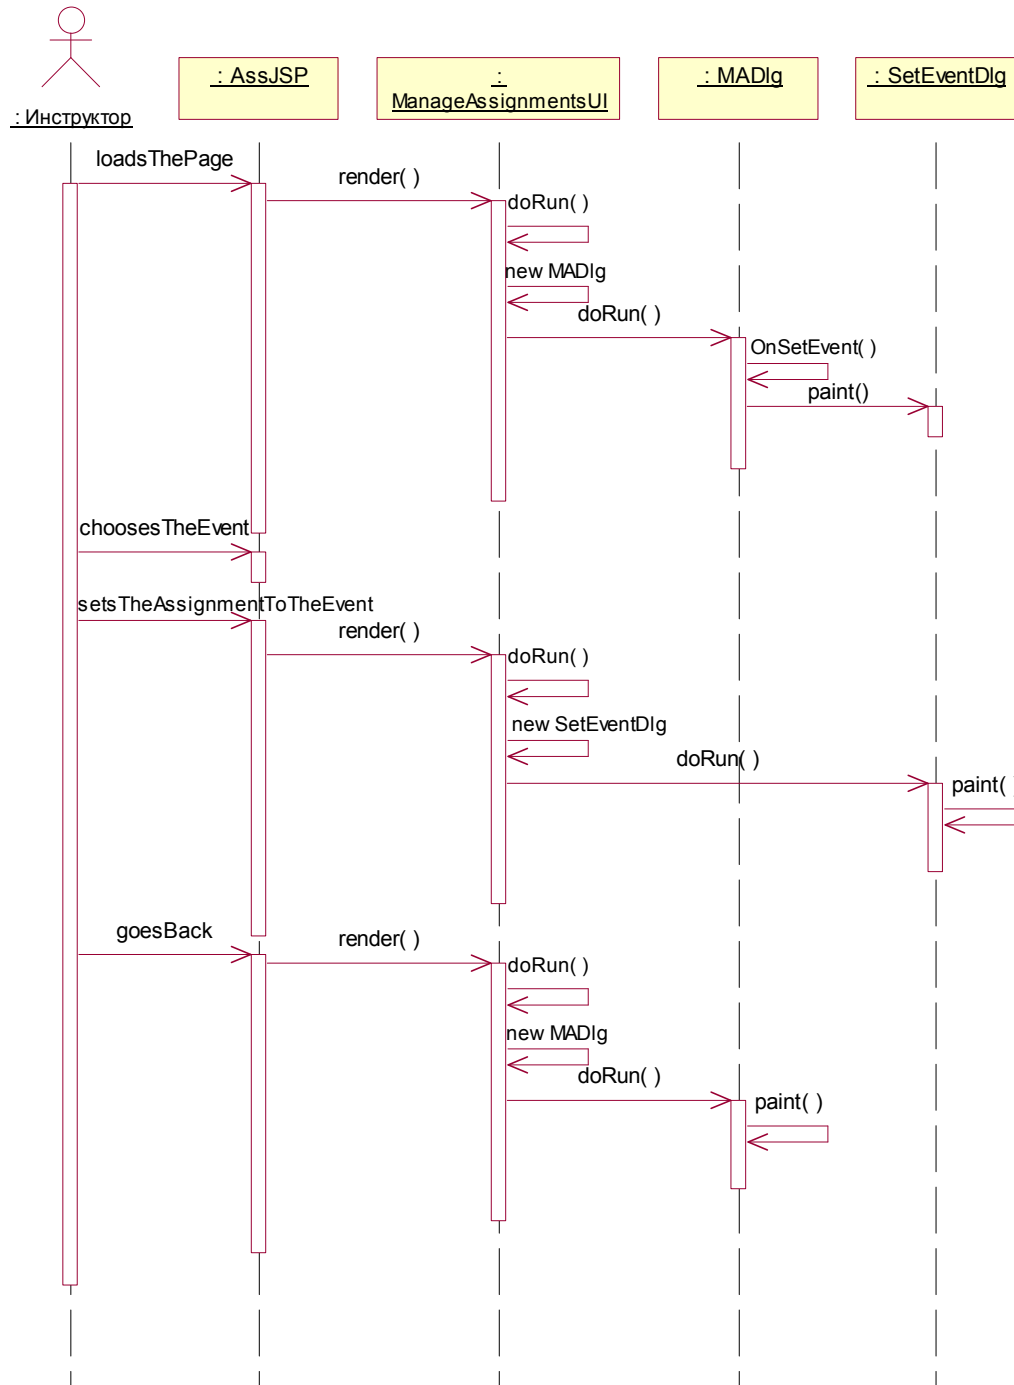 : Инструктор
: AssJSP
:
ManageAssignmentsUI
: MADlg
: SetEventDlg
loadsThePage
render( )
doRun( )
new MADlg
doRun( )
OnSetEvent( )
paint()
choosesTheEvent
setsTheAssignmentToTheEvent
render( )
doRun( )
new SetEventDlg
doRun( )
paint( )
goesBack
render( )
doRun( )
new MADlg
doRun( )
paint( )